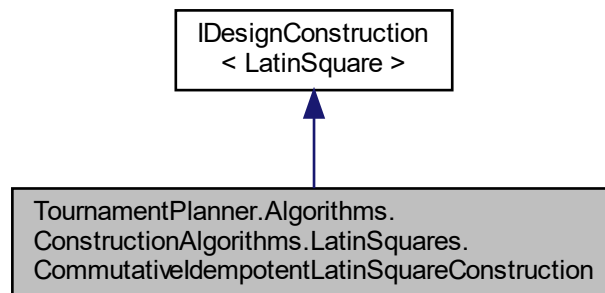 IDesignConstruction
< LatinSquare >
TournamentPlanner.Algorithms.
ConstructionAlgorithms.LatinSquares.
CommutativeIdempotentLatinSquareConstruction